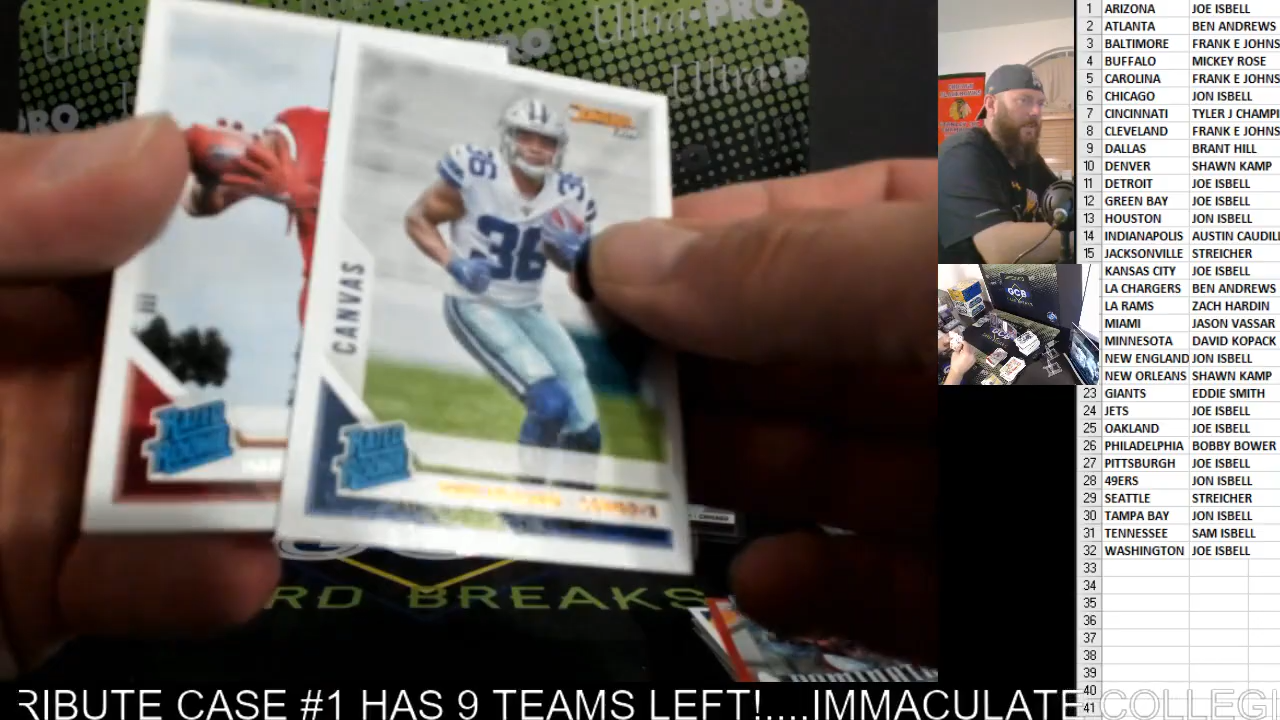 Ultra•PRO
CANVAS
36
RATED ROOKIE
RATED ROOKIE
GCB
RD BREAKS
1 ARIZONA JOE ISBELL
2 ATLANTA BEN ANDREWS
3 BALTIMORE FRANK E JOHNS
4 BUFFALO MICKEY ROSE
5 CAROLINA FRANK E JOHNS
6 CHICAGO JON ISBELL
7 CINCINNATI TYLER J CHAMPI
8 CLEVELAND FRANK E JOHNS
9 DALLAS BRANT HILL
10 DENVER SHAWN KAMP
11 DETROIT JOE ISBELL
12 GREEN BAY JOE ISBELL
13 HOUSTON JON ISBELL
14 INDIANAPOLIS AUSTIN CAUDILL
15 JACKSONVILLE STREICHER
KANSAS CITY JOE ISBELL
LA CHARGERS BEN ANDREWS
LA RAMS ZACH HARDIN
MIAMI JASON VASSAR
MINNESOTA DAVID KOPACK
NEW ENGLAND JON ISBELL
NEW ORLEANS SHAWN KAMP
23 GIANTS EDDIE SMITH
24 JETS JOE ISBELL
25 OAKLAND JOE ISBELL
26 PHILADELPHIA BOBBY BOWER
27 PITTSBURGH JOE ISBELL
28 49ERS JON ISBELL
29 SEATTLE STREICHER
30 TAMPA BAY JON ISBELL
31 TENNESSEE SAM ISBELL
32 WASHINGTON JOE ISBELL
33
34
35
36
37
38
39
40
41
RIBUTE CASE #1 HAS 9 TEAMS LEFT!....IMMACULATE COLLEGI